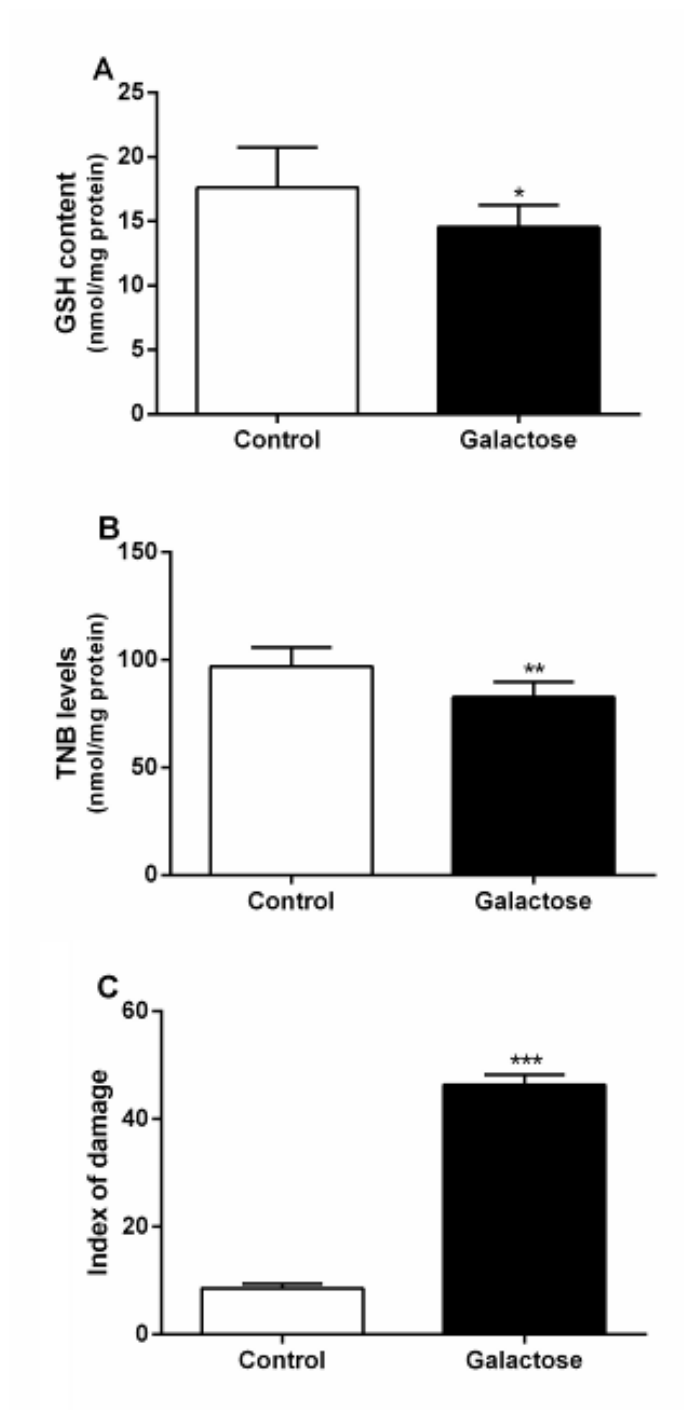 A
25
20
15
10
5
0
GSH content
(nmol/mg protein)
*
Control
Galactose
B
150
100
50
0
TNB levels
(nmol/mg protein)
**
Control
Galactose
C
60
40
20
0
Index of damage
***
Control
Galactose